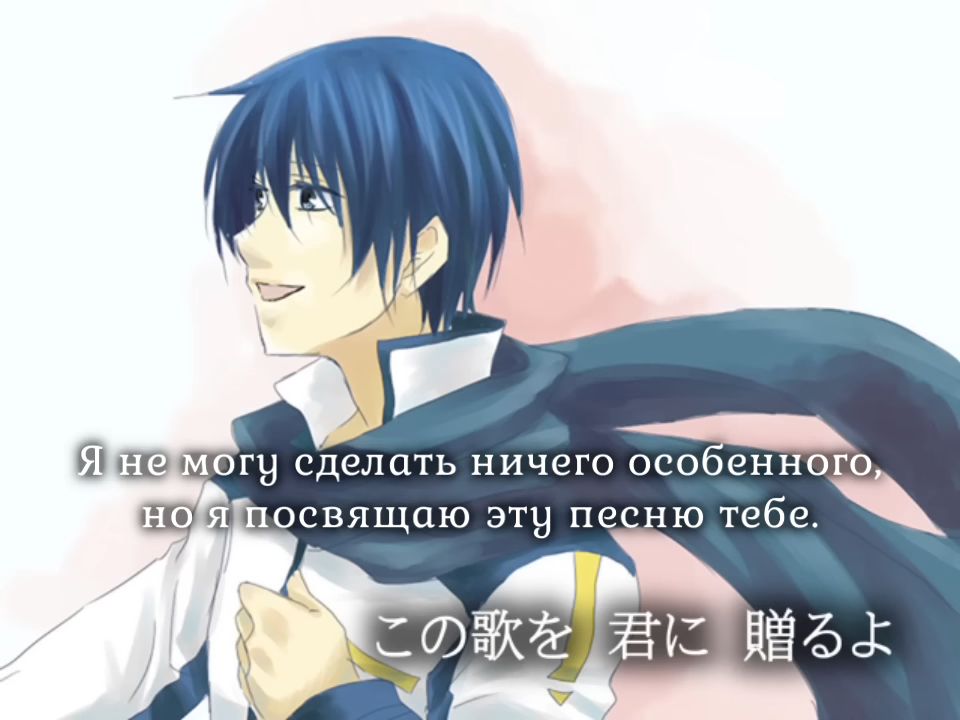 Я не могу сделать ничего особенного,
но я посвящаю эту песню тебе.
この歌を 君に 贈るよ